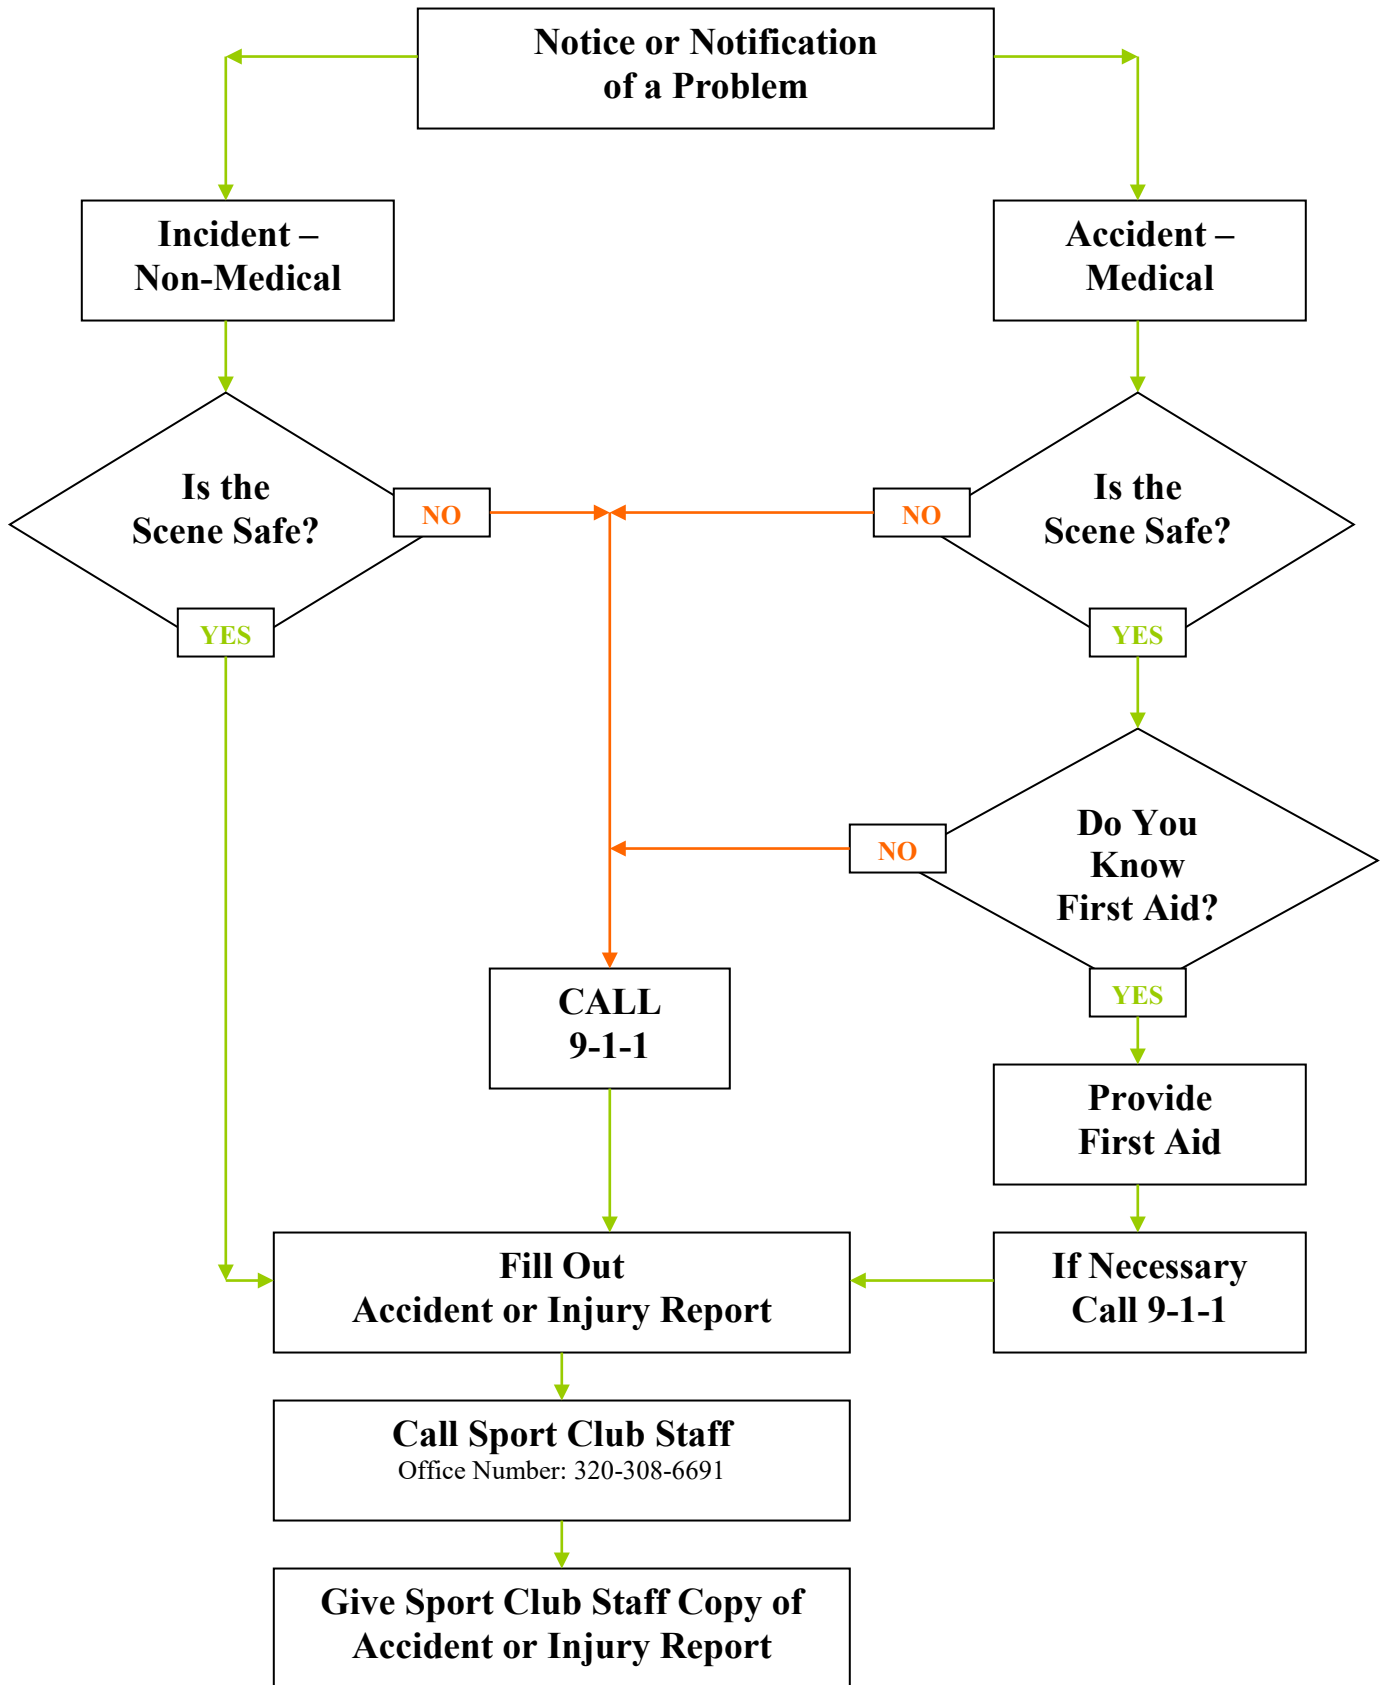 Notice or Notification
of a Problem
Incident –
Non-Medical
Accident –
Medical
Is the
Scene Safe?
NO
YES
Is the
Scene Safe?
NO
YES
Do You
Know
First Aid?
NO
YES
CALL
9-1-1
Provide
First Aid
If Necessary
Call 9-1-1
Fill Out
Accident or Injury Report
Call Sport Club Staff
Office Number: 320-308-6691
Give Sport Club Staff Copy of
Accident or Injury Report